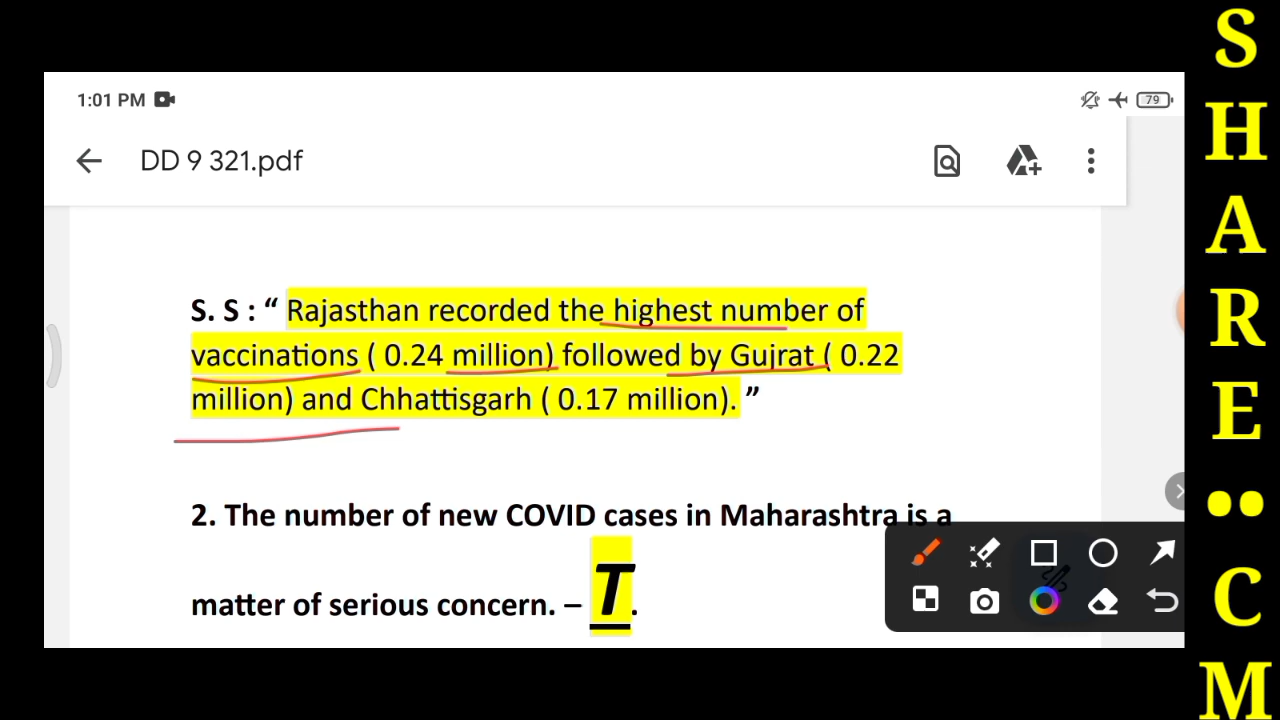 1:01 PM
79
DD 9 321.pdf
S. S : “ Rajasthan recorded the highest number of
vaccinations ( 0.24 million) followed by Gujrat ( 0.22
million) and Chhattisgarh ( 0.17 million). ”
2. The number of new COVID cases in Maharashtra is a
matter of serious concern. – T.
S
H
A
R
E
••
C
M